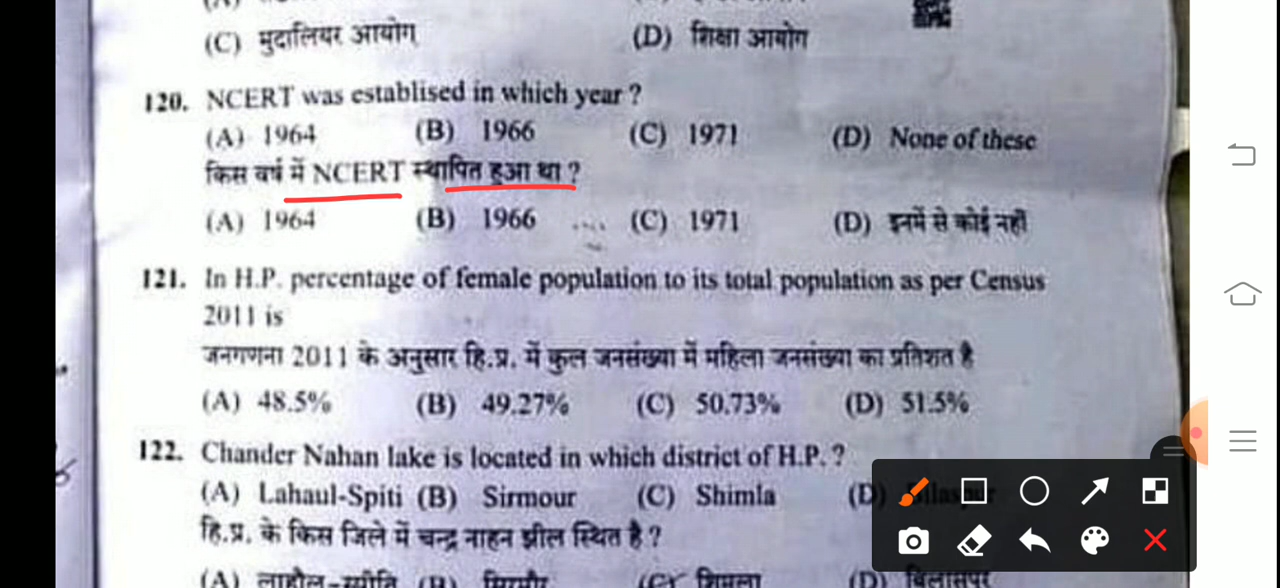 (C) मुदालियर आयोग (D) शिक्षा आयोग
120. NCERT was establised in which year ?
(A) 1964 (B) 1966 (C) 1971 (D) None of these
किस वर्ष में NCERT स्थापित हुआ था ?
(A) 1964 (B) 1966 (C) 1971 (D) इनमें से कोई नहीं
121. In H.P. percentage of female population to its total population as per Census
2011 is
जनगणना 2011 के अनुसार हि.प्र. में कुल जनसंख्या में महिला जनसंख्या का प्रतिशत है
(A) 48.5% (B) 49.27% (C) 50.73% (D) 51.5%
122. Chander Nahan lake is located in which district of H.P. ?
(A) Lahaul-Spiti (B) Sirmour (C) Shimla (D)
हि.प्र. के किस जिले में चन्द्र नाहन झील स्थित है ?
(A) लाहौल-स्पीति (B) सिरमौर (C) शिमला (D) बिलासपुर